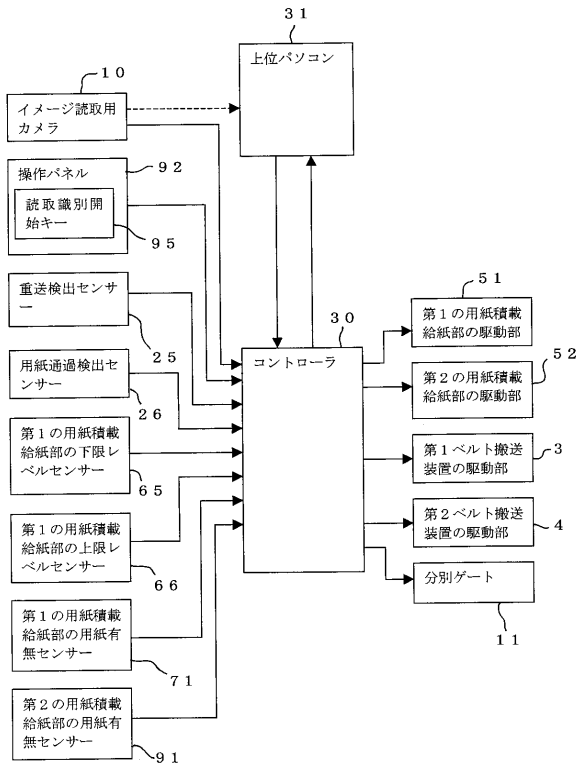 31
上位パソコン
10
イメージ読取用
カメラ
操作パネル
92
読取識別開
始キー
95
重送検出センサ
ー
25
用紙通過検出セ
ンサー
26
第1の用紙積載
給紙部の下限レ
ベルセンサー
65
第1の用紙積載
給紙部の上限レ
ベルセンサー
66
第1の用紙積載
給紙部の用紙有
無センサー
71
第2の用紙積載
給紙部の用紙有
無センサー
91
30
コントローラ
51
第1の用紙積載
給紙部の駆動部
52
第2の用紙積載
給紙部の駆動部
第1ベルト搬送
装置の駆動部
3
第2ベルト搬送
装置の駆動部
4
分別ゲート
11